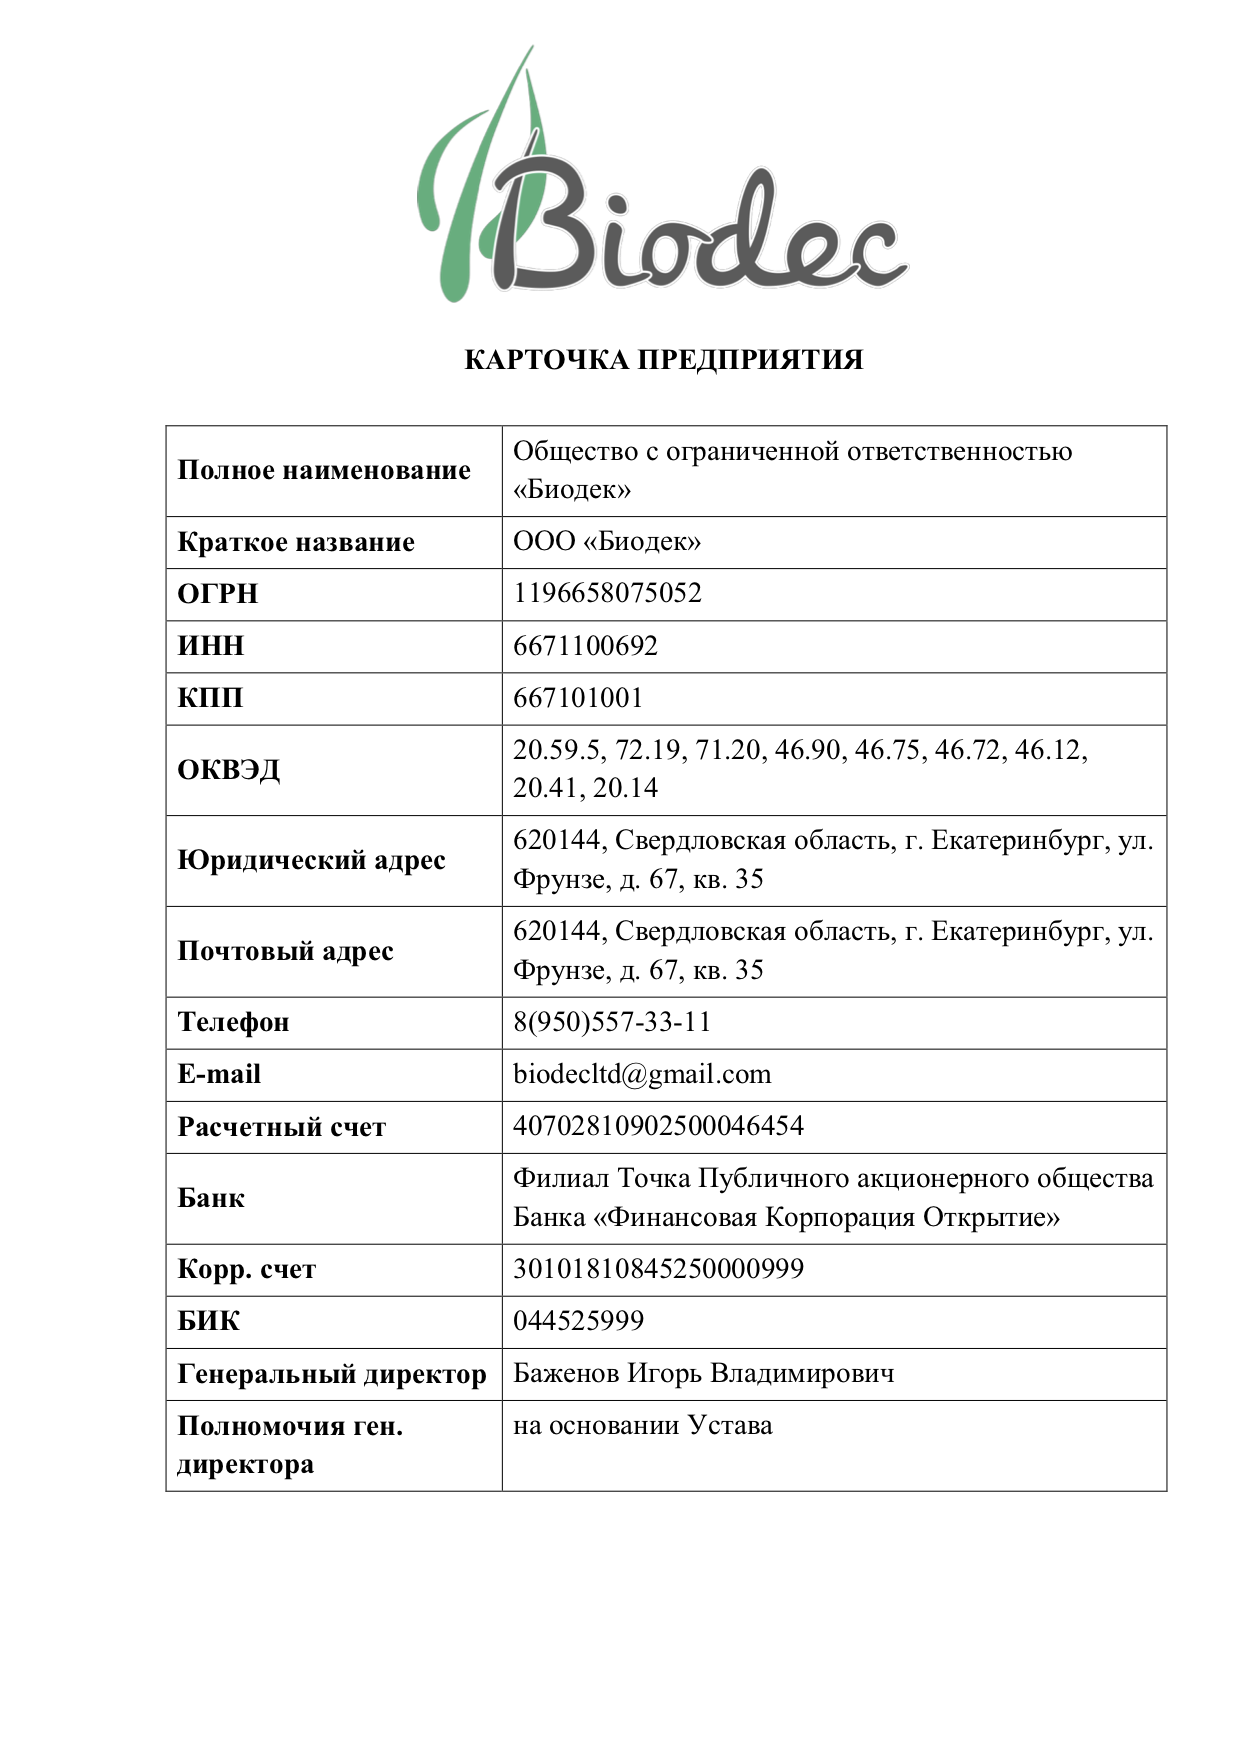 Biodec
КАРТОЧКА ПРЕДПРИЯТИЯ
Полное наименование
Общество с ограниченной ответственностью
«Биодек»
Краткое название
ООО «Биодек»
ОГРН
1196658075052
ИНН
6671100692
КПП
667101001
ОКВЭД
20.59.5, 72.19, 71.20, 46.90, 46.75, 46.72, 46.12,
20.41, 20.14
Юридический адрес
620144, Свердловская область, г. Екатеринбург, ул.
Фрунзе, д. 67, кв. 35
Почтовый адрес
620144, Свердловская область, г. Екатеринбург, ул.
Фрунзе, д. 67, кв. 35
Телефон
8(950)557-33-11
E-mail
biodecltd@gmail.com
Расчетный счет
40702810902500046454
Банк
Филиал Точка Публичного акционерного общества
Банка «Финансовая Корпорация Открытие»
Корр. счет
30101810845250000999
БИК
044525999
Генеральный директор
Баженов Игорь Владимирович
Полномочия ген.
директора
на основании Устава